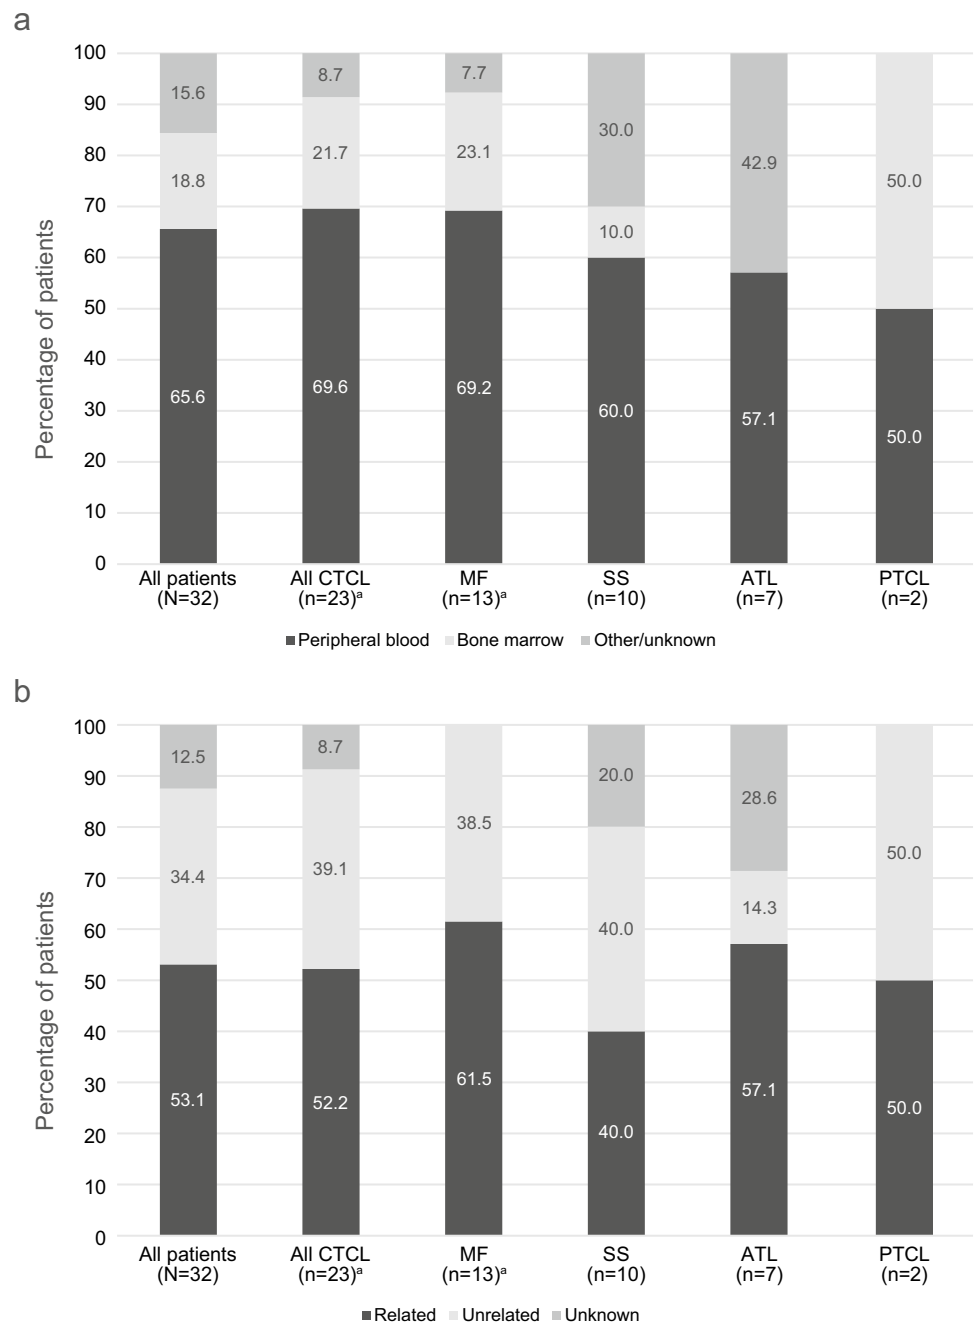 a
100
90
80
70
60
50
40
30
20
10
0
Percentage of patients
15.6 8.7 7.7 30.0 42.9 50.0
18.8 21.7 23.1 10.0
65.6 69.6 69.2 60.0 57.1 50.0
All patients All CTCL MF SS ATL PTCL
(N=32) (n=23)ᵃ (n=13)ᵃ (n=10) (n=7) (n=2)
Peripheral blood Bone marrow Other/unknown
b
100
90
80
70
60
50
40
30
20
10
0
Percentage of patients
12.5 8.7 38.5 20.0 28.6 50.0
34.4 39.1 40.0 14.3
53.1 52.2 61.5 40.0 57.1 50.0
All patients All CTCL MF SS ATL PTCL
(N=32) (n=23)ᵃ (n=13)ᵃ (n=10) (n=7) (n=2)
Related Unrelated Unknown